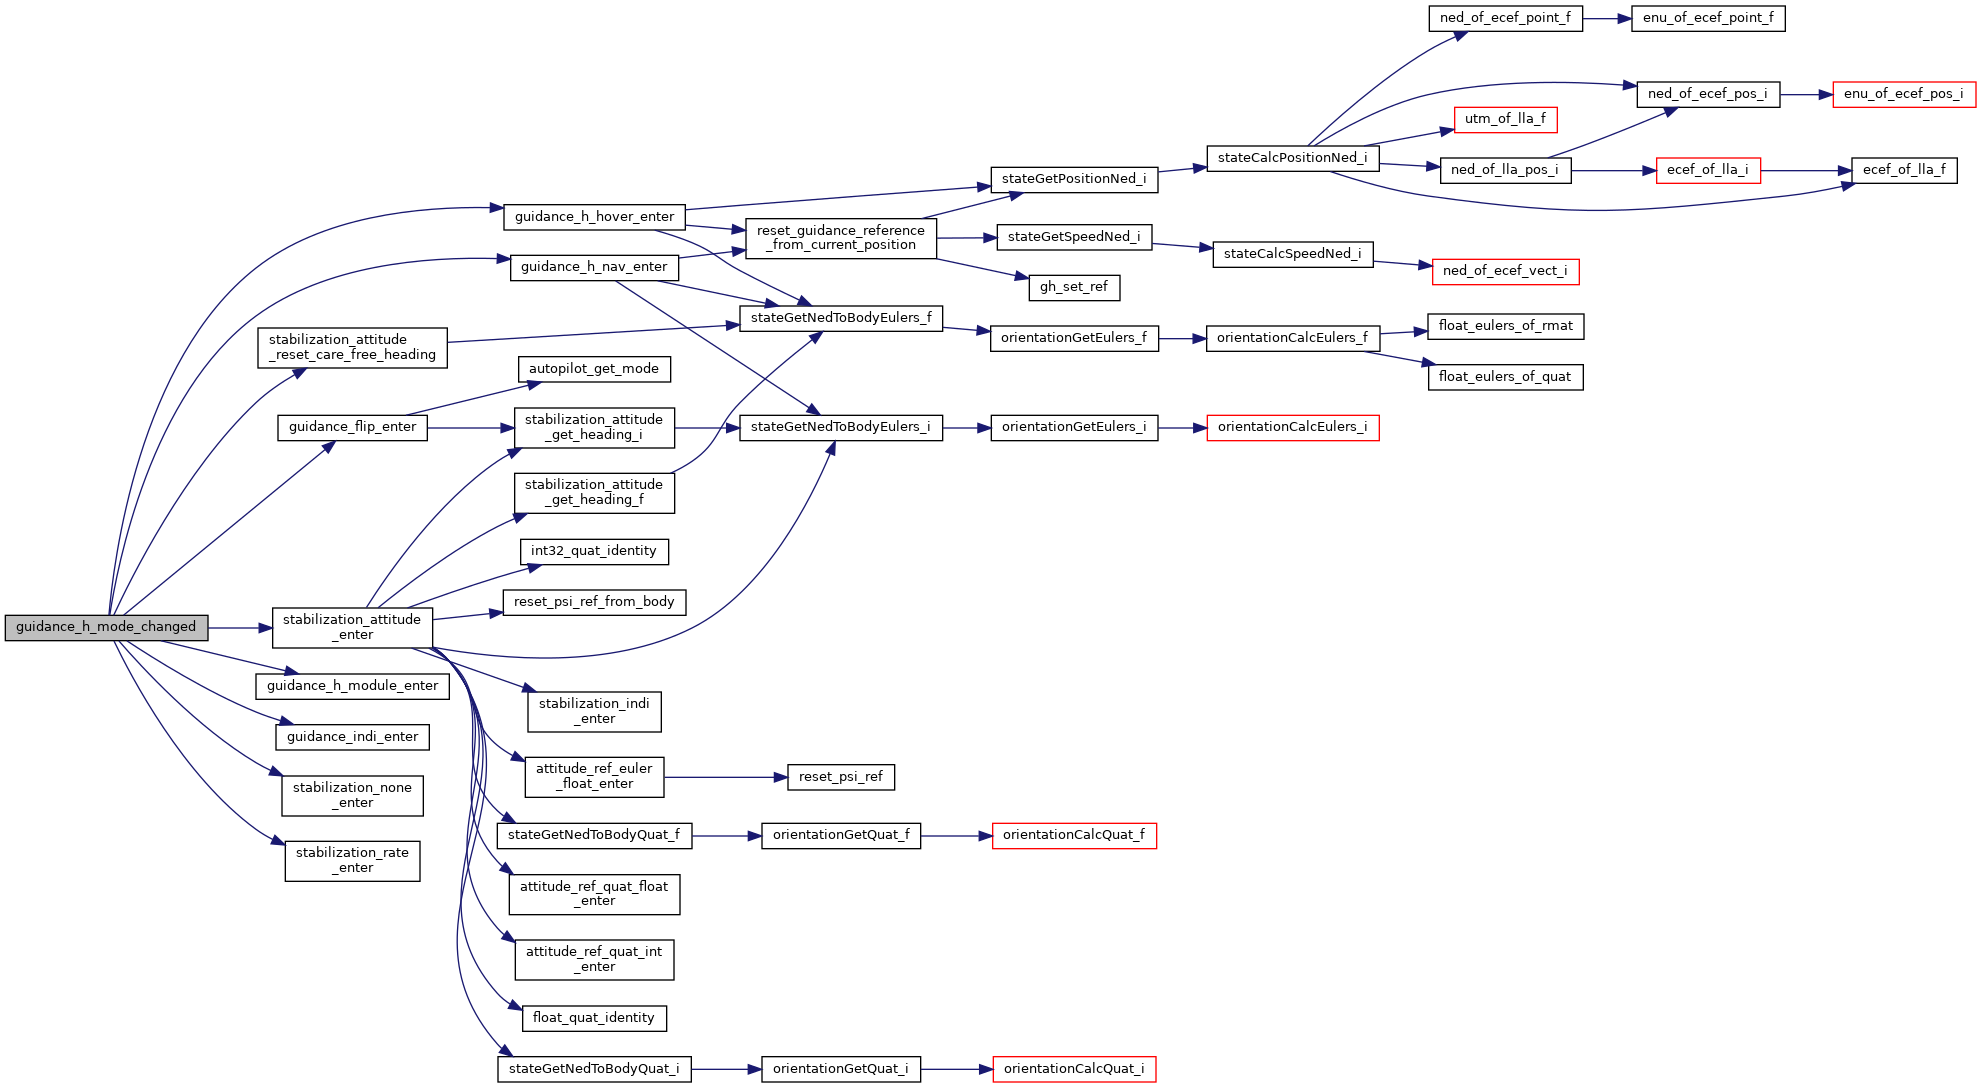 guidance_h_mode_changed
guidance_h_hover_enter
guidance_h_nav_enter
stabilization_attitude
_reset_care_free_heading
guidance_flip_enter
stabilization_attitude
_enter
guidance_h_module_enter
guidance_indi_enter
stabilization_none
_enter
stabilization_rate
_enter
autopilot_get_mode
stabilization_attitude
_get_heading_i
stabilization_attitude
_get_heading_f
int32_quat_identity
reset_psi_ref_from_body
stabilization_indi
_enter
attitude_ref_euler
_float_enter
stateGetNedToBodyQuat_f
attitude_ref_quat_float
_enter
attitude_ref_quat_int
_enter
float_quat_identity
stateGetNedToBodyQuat_i
reset_guidance_reference
_from_current_position
stateGetNedToBodyEulers_f
stateGetNedToBodyEulers_i
reset_psi_ref
orientationGetQuat_f
orientationGetQuat_i
stateGetPositionNed_i
stateGetSpeedNed_i
gh_set_ref
orientationGetEulers_f
orientationGetEulers_i
orientationCalcQuat_f
orientationCalcQuat_i
stateCalcPositionNed_i
stateCalcSpeedNed_i
orientationCalcEulers_f
orientationCalcEulers_i
ned_of_ecef_point_f
utm_of_lla_f
ned_of_lla_pos_i
ned_of_ecef_vect_i
float_eulers_of_rmat
float_eulers_of_quat
enu_of_ecef_point_f
ned_of_ecef_pos_i
ecef_of_lla_i
enu_of_ecef_pos_i
ecef_of_lla_f